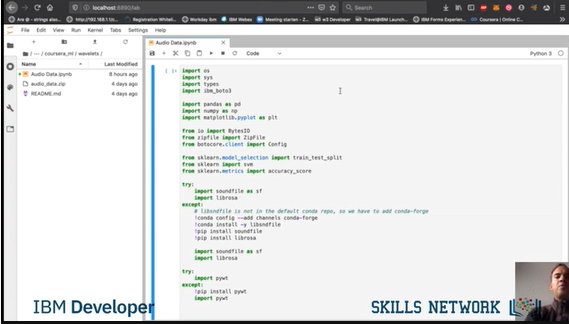 localhost:8890/lab
Search
Are @ - strings?
http://192.168.1.1/
Registration Whitelist
Workday ibm
IBM Watex
Meeting starten - Z
w3 Developer
Travel@IBM Launch
IBM Forms Experien
Coursera | Online C
File Edit View Run Kernel Tabs Settings Help
/ ··· / coursera_ml / wavelets /
Name Last Modified
Audio Data.ipynb 8 hours ago
audio_data.zip 4 days ago
README.md 4 days ago
Audio Data.ipynb
Code
Python 3
[ ]: import os
import sys
import types
import ibm_boto3
import pandas as pd
import numpy as np
import matplotlib.pyplot as plt
from io import BytesIO
from zipfile import ZipFile
from botocore.client import Config
from sklearn.model_selection import train_test_split
from sklearn import svm
from sklearn.metrics import accuracy_score
try:
import soundfile as sf
import librosa
except:
# libsndfile is not in the default conda repo, so we have to add conda-forge
!conda config --add channels conda-forge
!conda install -y libsndfile
!pip install soundfile
!pip install librosa
import soundfile as sf
import librosa
try:
import pywt
except:
!pip install pywt
import pywt
IBM Developer
SKILLS NETWORK